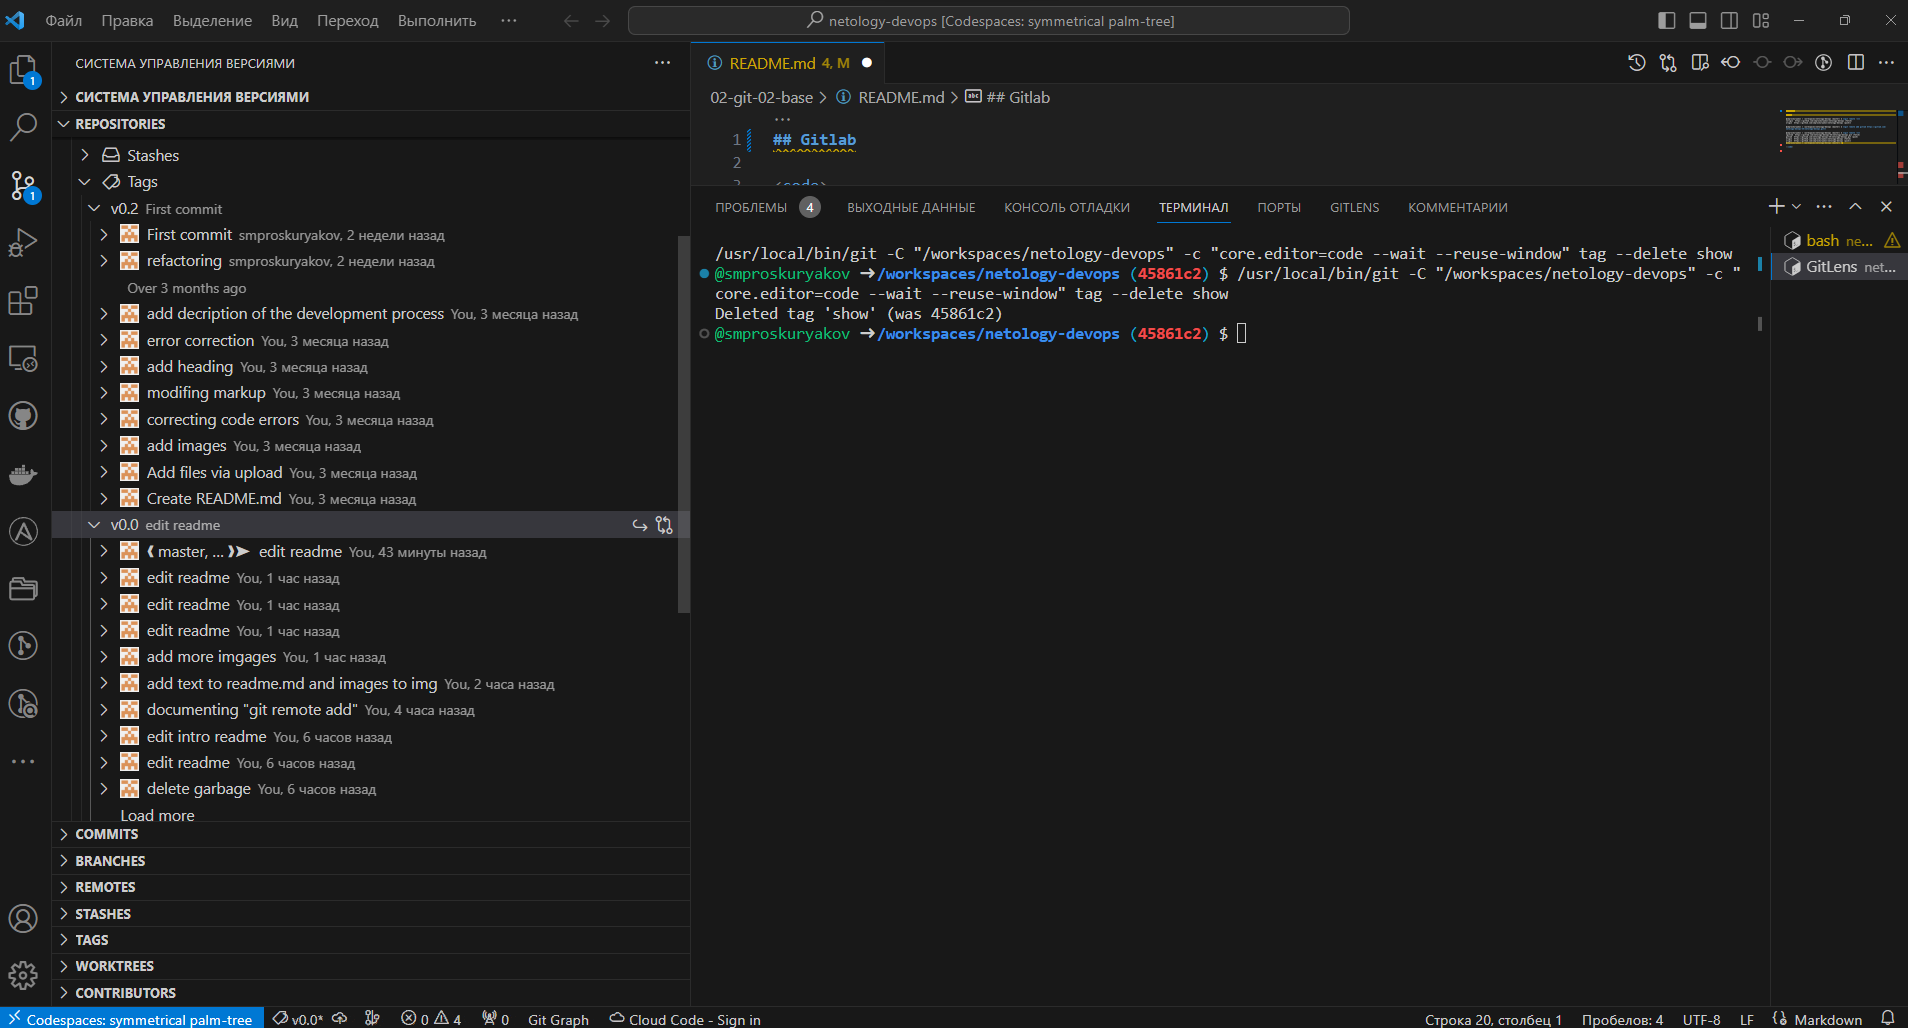 Файл Правка Выделение Вид Переход Выполнить ··· netology-devops [Codespaces: symmetrical palm-tree]
СИСТЕМА УПРАВЛЕНИЯ ВЕРСИЯМИ
СИСТЕМА УПРАВЛЕНИЯ ВЕРСИЯМИ
REPOSITORIES
Stashes
Tags
v0.2 First commit
First commit smproskuryakov, 2 недели назад
refactoring smproskuryakov, 2 недели назад
Over 3 months ago
add decription of the development process You, 3 месяца назад
error correction You, 3 месяца назад
add heading You, 3 месяца назад
modifing markup You, 3 месяца назад
correcting code errors You, 3 месяца назад
add images You, 3 месяца назад
Add files via upload You, 3 месяца назад
Create README.md You, 3 месяца назад
v0.0 edit readme
❰ master, ... ❱➤ edit readme You, 43 минуты назад
edit readme You, 1 час назад
edit readme You, 1 час назад
edit readme You, 1 час назад
add more imgages You, 1 час назад
add text to readme.md and images to img You, 2 часа назад
documenting "git remote add" You, 4 часа назад
edit intro readme You, 6 часов назад
edit readme You, 6 часов назад
delete garbage You, 6 часов назад
Load more
COMMITS
BRANCHES
REMOTES
STASHES
TAGS
WORKTREES
CONTRIBUTORS
1
1
README.md 4, M
02-git-02-base > README.md > ## Gitlab
1 ## Gitlab
2
3 <code>
ПРОБЛЕМЫ 4 ВЫХОДНЫЕ ДАННЫЕ КОНСОЛЬ ОТЛАДКИ ТЕРМИНАЛ ПОРТЫ GITLENS КОММЕНТАРИИ
/usr/local/bin/git -C "/workspaces/netology-devops" -c "core.editor=code --wait --reuse-window" tag --delete show
@smproskuryakov ➜/workspaces/netology-devops (45861c2) $ /usr/local/bin/git -C "/workspaces/netology-devops" -c "
core.editor=code --wait --reuse-window" tag --delete show
Deleted tag 'show' (was 45861c2)
@smproskuryakov ➜/workspaces/netology-devops (45861c2) $
bash ne...
GitLens net...
Codespaces: symmetrical palm-tree v0.0* 0 4 0 Git Graph Cloud Code - Sign in Строка 20, столбец 1 Пробелов: 4 UTF-8 LF Markdown